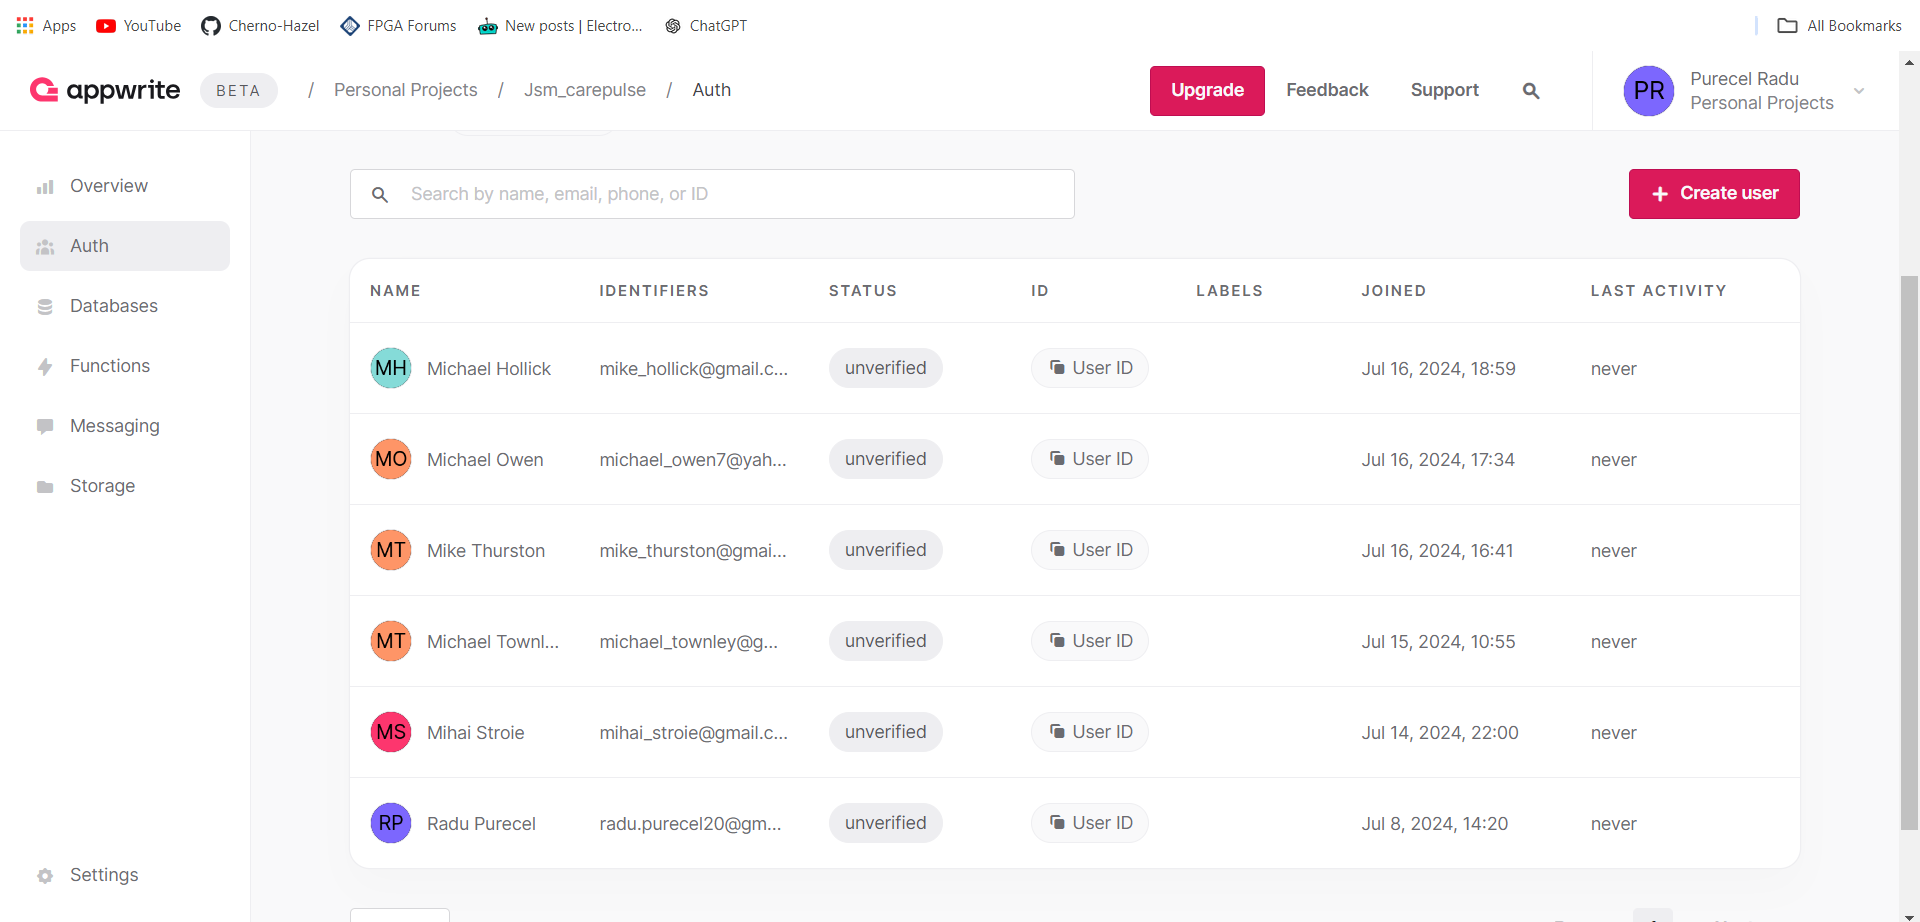 Apps YouTube Cherno-Hazel FPGA Forums New posts | Electro... ChatGPT All Bookmarks
appwrite BETA / Personal Projects / Jsm_carepulse / Auth Upgrade Feedback Support PR Purecel Radu
Personal Projects
Overview
Auth
Databases
Functions
Messaging
Storage
Settings
Search by name, email, phone, or ID + Create user
NAME IDENTIFIERS STATUS ID LABELS JOINED LAST ACTIVITY
MH Michael Hollick mike_hollick@gmail.c... unverified User ID Jul 16, 2024, 18:59 never
MO Michael Owen michael_owen7@yah... unverified User ID Jul 16, 2024, 17:34 never
MT Mike Thurston mike_thurston@gmai... unverified User ID Jul 16, 2024, 16:41 never
MT Michael Townl... michael_townley@g... unverified User ID Jul 15, 2024, 10:55 never
MS Mihai Stroie mihai_stroie@gmail.c... unverified User ID Jul 14, 2024, 22:00 never
RP Radu Purecel radu.purecel20@gm... unverified User ID Jul 8, 2024, 14:20 never